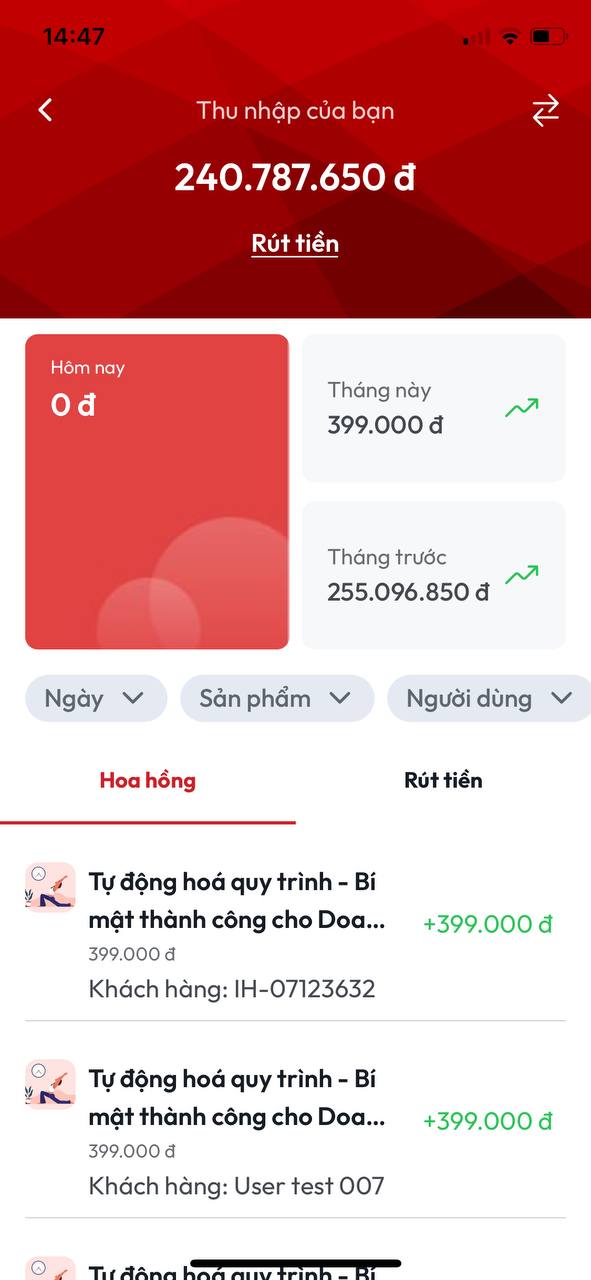 14:47
Thu nhập của bạn
240.787.650 đ
Rút tiền
Hôm nay
0 đ
Tháng này
399.000 đ
Tháng trước
255.096.850 đ
Ngày
Sản phẩm
Người dùng
Hoa hồng
Rút tiền
Tự động hoá quy trình - Bí
mật thành công cho Doa...
+399.000 đ
399.000 đ
Khách hàng: IH-07123632
Tự động hoá quy trình - Bí
mật thành công cho Doa...
+399.000 đ
399.000 đ
Khách hàng: User test 007
Tự động hoá quy trình - Bí